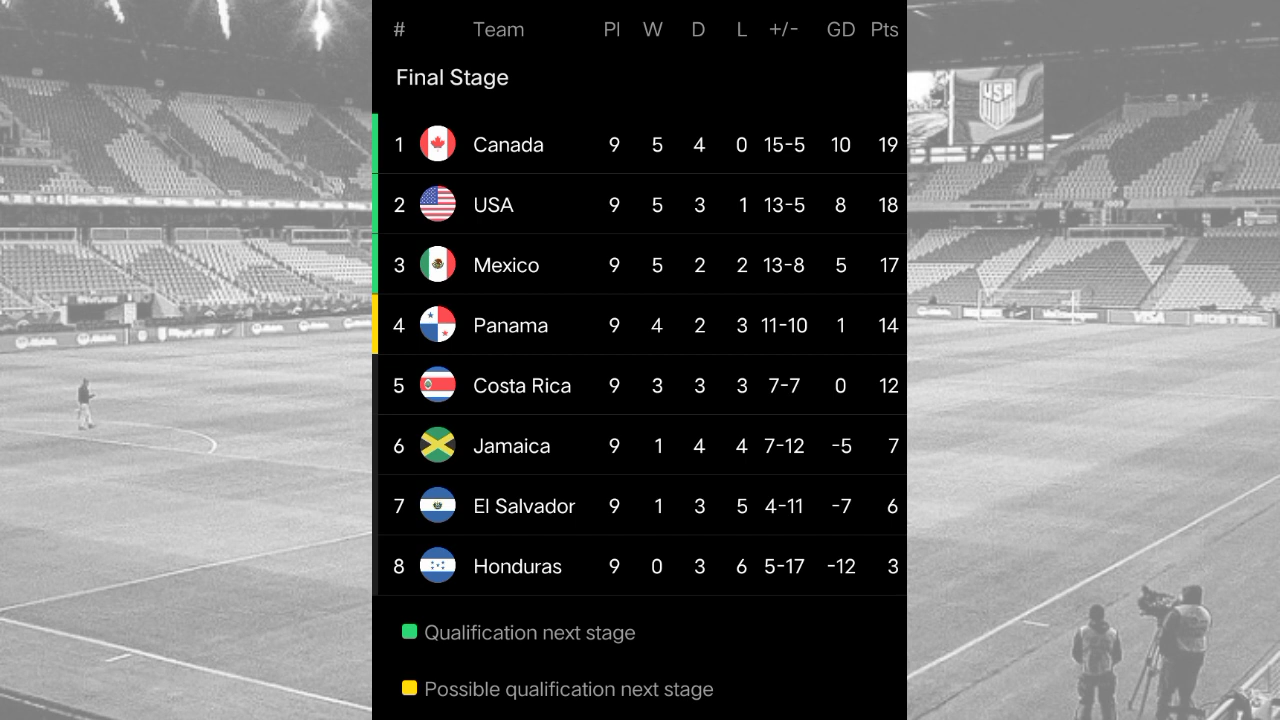 # Team Pl W D L +/- GD Pts
Final Stage
1 Canada 9 5 4 0 15-5 10 19
2 USA 9 5 3 1 13-5 8 18
3 Mexico 9 5 2 2 13-8 5 17
4 Panama 9 4 2 3 11-10 1 14
5 Costa Rica 9 3 3 3 7-7 0 12
6 Jamaica 9 1 4 4 7-12 -5 7
7 El Salvador 9 1 3 5 4-11 -7 6
8 Honduras 9 0 3 6 5-17 -12 3
Qualification next stage
Possible qualification next stage
USA
VISA